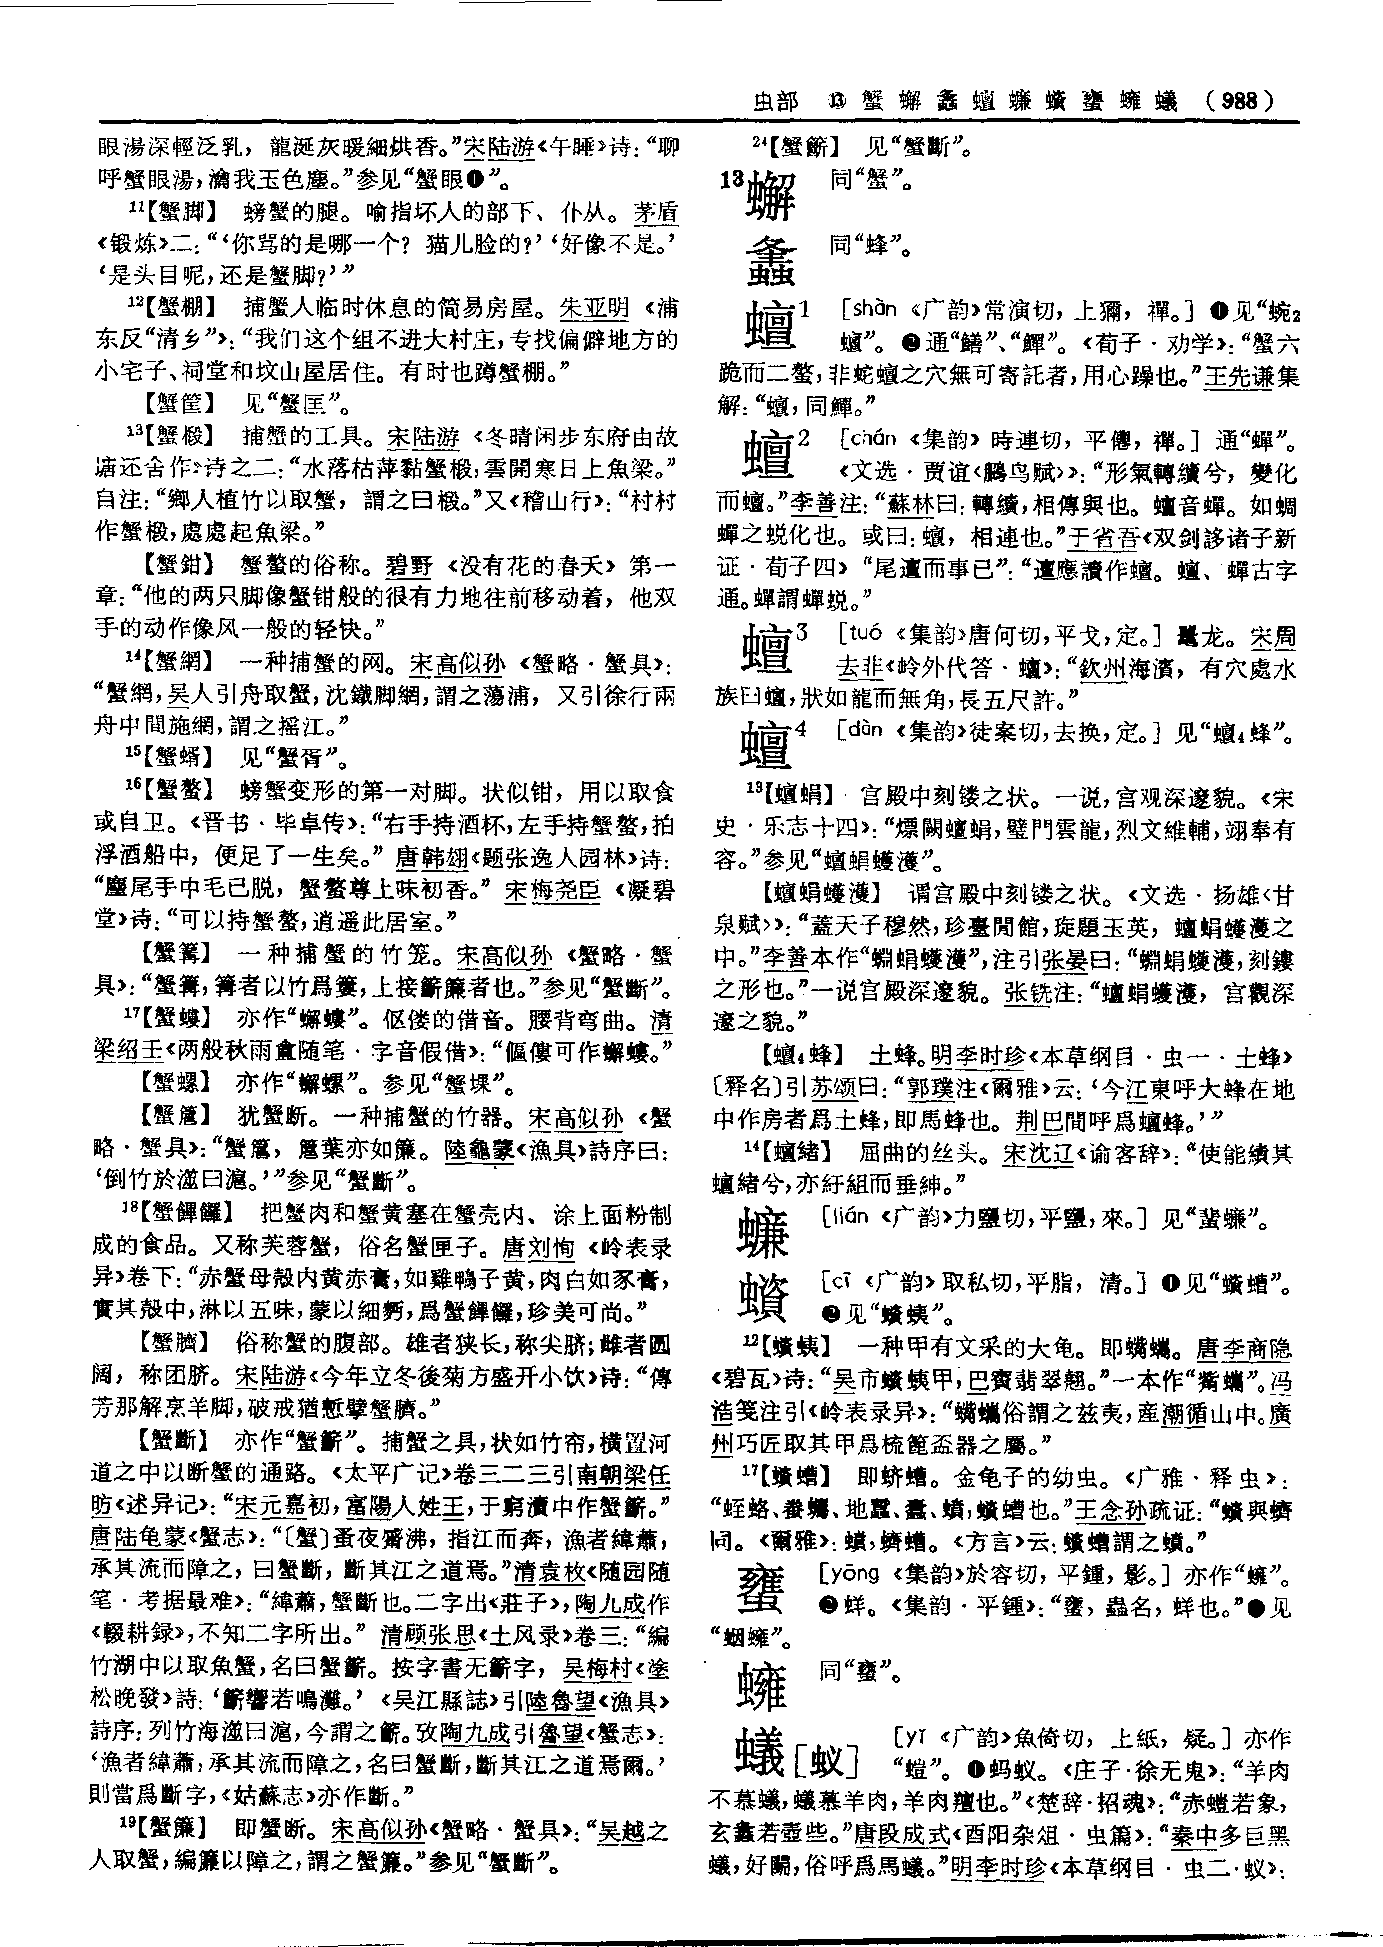 虫部 ⑬ 蟹 蠏 螽 蟺 蠊 蠀 蠁 蠂 蟻 (988)
眼湯深輕泛乳，龍涎灰暖細烘香。”宋陆游《午睡》诗：“聊
呼蟹眼湯，瀹我玉色塵。”参见“蟹眼❶”。
11【蟹脚】 螃蟹的腿。喻指坏人的部下、仆从。茅盾
《锻炼》二：“‘你骂的是哪一个？猫儿脸的？’‘好像不是。’
‘是头目呢，还是蟹脚？’”
12【蟹棚】 捕蟹人临时休息的简易房屋。朱亚明《浦
东反“清乡”》：“我们这个组不进大村庄，专找偏僻地方的
小宅子、祠堂和坟山屋居住。有时也蹲蟹棚。”
【蟹筐】 见“蟹匡”。
13【蟹椴】 捕蟹的工具。宋陆游《冬晴闲步东府由故
塘还舍作》诗之二：“水落枯萍黏蟹椴，雲開寒日上魚梁。”
自注：“鄉人植竹以取蟹，謂之曰椴。”又《稽山行》：“村村
作蟹椴，處處起魚梁。”
【蟹鉗】 蟹螯的俗称。碧野《没有花的春天》第一
章：“他的两只脚像蟹钳般的很有力地往前移动着，他双
手的动作像风一般的轻快。”
14【蟹網】 一种捕蟹的网。宋高似孙《蟹略·蟹具》：
“蟹網，吴人引舟取蟹，沈鐵脚網，謂之蕩浦，又引徐行兩
舟中間施網，謂之摇江。”
15【蟹蝑】 见“蟹胥”。
16【蟹螯】 螃蟹变形的第一对脚。状似钳，用以取食
或自卫。《晋书·毕卓传》：“右手持酒杯，左手持蟹螯，拍
浮酒船中，便足了一生矣。”唐韩翃《题张逸人园林》诗：
“麈尾手中毛已脱，蟹螯尊上味初香。”宋梅尧臣《凝碧
堂》诗：“可以持蟹螯，逍遥此居室。”
【蟹篝】 一种捕蟹的竹笼。宋高似孙《蟹略·蟹
具》：“蟹篝，篝者以竹爲簍，上接籪簾者也。”参见“蟹斷”。
17【蟹螻】 亦作“蠏螻”。伛偻的借音。腰背弯曲。清
梁绍壬《两般秋雨盦随笔·字音假借》：“傴僂可作蠏螻。”
【蟹螺】 亦作“蠏螺”。参见“蟹堁”。
【蟹簄】 犹蟹断。一种捕蟹的竹器。宋高似孙《蟹
略·蟹具》：“蟹簄，簄葉亦如簾。陸龜蒙《漁具》詩序曰：
‘倒竹於澨曰滬。’”参见“蟹斷”。
18【蟹饆饠】 把蟹肉和蟹黄塞在蟹壳内、涂上面粉制
成的食品。又称芙蓉蟹，俗名蟹匣子。唐刘恂《岭表录
异》卷下：“赤蟹母殼内黄赤膏，如雞鴨子黄，肉白如豕膏，
實其殼中，淋以五味，蒙以細麪，爲蟹饆饠，珍美可尚。”
【蟹臍】 俗称蟹的腹部。雄者狭长，称尖脐；雌者圆
阔，称团脐。宋陆游《今年立冬後菊方盛开小饮》诗：“傳
芳那解烹羊脚，破戒猶慙擘蟹臍。”
【蟹斷】 亦作“蟹籪”。捕蟹之具，状如竹帘，横置河
道之中以断蟹的通路。《太平广记》卷三二三引南朝梁任
昉《述异记》：“宋元嘉初，富陽人姓王，于窮瀆中作蟹籪。”
唐陆龟蒙《蟹志》：“〔蟹〕蚤夜觱沸，指江而奔，漁者緯蕭，
承其流而障之，曰蟹斷，斷其江之道焉。”清袁枚《随园随
笔·考据最难》：“緯蕭，蟹斷也。二字出《莊子》，陶九成作
《輟耕録》，不知二字所出。”清顾张思《土风录》卷三：“編
竹湖中以取魚蟹，名曰蟹籪。按字書无籪字，吴梅村《塗
松晚發》詩：‘籪響若鳴灘。’《吴江縣誌》引陸魯望《漁具》
詩序：列竹海澨曰滬，今謂之籪。攷陶九成引魯望《蟹志》：
‘漁者緯蕭，承其流而障之，名曰蟹斷，斷其江之道焉爾。’
則當爲斷字，《姑蘇志》亦作斷。”
19【蟹簾】 即蟹断。宋高似孙《蟹略·蟹具》：“吴越之
人取蟹，編簾以障之，謂之蟹簾。”参见“蟹斷”。
24【蟹籪】 见“蟹斷”。
13蠏 同“蟹”。
螽 同“蜂”。
蟺1 [shàn《广韵》常演切，上獮，禪。] ❶见“蜿2
蟺”。❷通“鳝”、“鱓”。《荀子·劝学》：“蟹六
跪而二螯，非蛇蟺之穴無可寄託者，用心躁也。”王先谦集
解：“蟺，同鱓。”
蟺2 [chán《集韵》時連切，平僊，禪。] 通“蟬”。
《文选·贾谊〈鵩鸟赋〉》：“形氣轉續兮，變化
而蟺。”李善注：“蘇林曰：轉續，相傳與也。蟺音蟬。如蜩
蟬之蜕化也。或曰：蟺，相連也。”于省吾《双剑誃诸子新
证·荀子四》“尾邅而事已”：“邅應讀作蟺。蟺、蟬古字
通。蟬謂蟬蜕。”
蟺3 [tuó《集韵》唐何切，平戈，定。] 鼍龙。宋周
去非《岭外代答·蟺》：“欽州海濱，有穴處水
族曰蟺，狀如龍而無角，長五尺許。”
蟺4 [dàn《集韵》徒案切，去换，定。] 见“蟺4蜂”。
13【蟺蜎】 宫殿中刻镂之状。一说，宫观深邃貌。《宋
史·乐志十四》：“煙闕蟺蜎，璧門雲龍，烈文維輔，翊奉有
容。”参见“蟺蜎蠖濩”。
【蟺蜎蠖濩】 谓宫殿中刻镂之状。《文选·扬雄〈甘
泉赋〉》：“蓋天子穆然，珍臺閒館，琁題玉英，蟺蜎蠖濩之
中。”李善本作“蜵蜎蠖濩”，注引张晏曰：“蜵蜎蠖濩，刻鏤
之形也。”一说宫殿深邃貌。张铣注：“蟺蜎蠖濩，宫觀深
邃之貌。”
【蟺4蜂】 土蜂。明李时珍《本草纲目·虫一·土蜂》
〔释名〕引苏颂曰：“郭璞注《爾雅》云：‘今江東呼大蜂在地
中作房者爲土蜂，即馬蜂也。荆巴間呼爲蟺蜂。’”
14【蟺緒】 屈曲的丝头。宋沈辽《谕客辞》：“使能績其
蟺緒兮，亦紆組而垂紳。”
蠊 [lián《广韵》力鹽切，平鹽，來。] 见“蜚蠊”。
蠀 [cī《广韵》取私切，平脂，清。] ❶见“蠀螬”。
❷见“蠀蛦”。
12【蠀蛦】 一种甲有文采的大龟。即蟕蠵。唐李商隐
《碧瓦》诗：“吴市蠀蛦甲，巴賓翡翠翹。”一本作“觜蠵”。冯
浩笺注引《岭表录异》：“蟕蠵俗謂之兹夷，産潮循山中。廣
州巧匠取其甲爲梳篦盃器之屬。”
17【蠀螬】 即蛴螬。金龟子的幼虫。《广雅·释虫》：
“蛭蛒、蚕蠾、地蠶、蠹、蟦，蠀螬也。”王念孙疏证：“蠀與蠐
同。《爾雅》：蟦，蠐螬。《方言》云：蠀螬謂之蟦。”
蠶 [yōng《集韵》於容切，平鍾，影。] 亦作“蠬”。
❷蛘。《集韵·平鍾》：“蠶，蟲名，蛘也。”●见
蟻[蚁] [yǐ《广韵》魚倚切，上紙，疑。] 亦作
“螘”。❶蚂蚁。《庄子·徐无鬼》：“羊肉
不慕蟻，蟻慕羊肉，羊肉羶也。”《楚辞·招魂》：“赤螘若象，
玄蠭若壺些。”唐段成式《酉阳杂俎·虫篇》：“秦中多巨黑
蟻，好鬭，俗呼爲馬蟻。”明李时珍《本草纲目·虫二·蚁》：